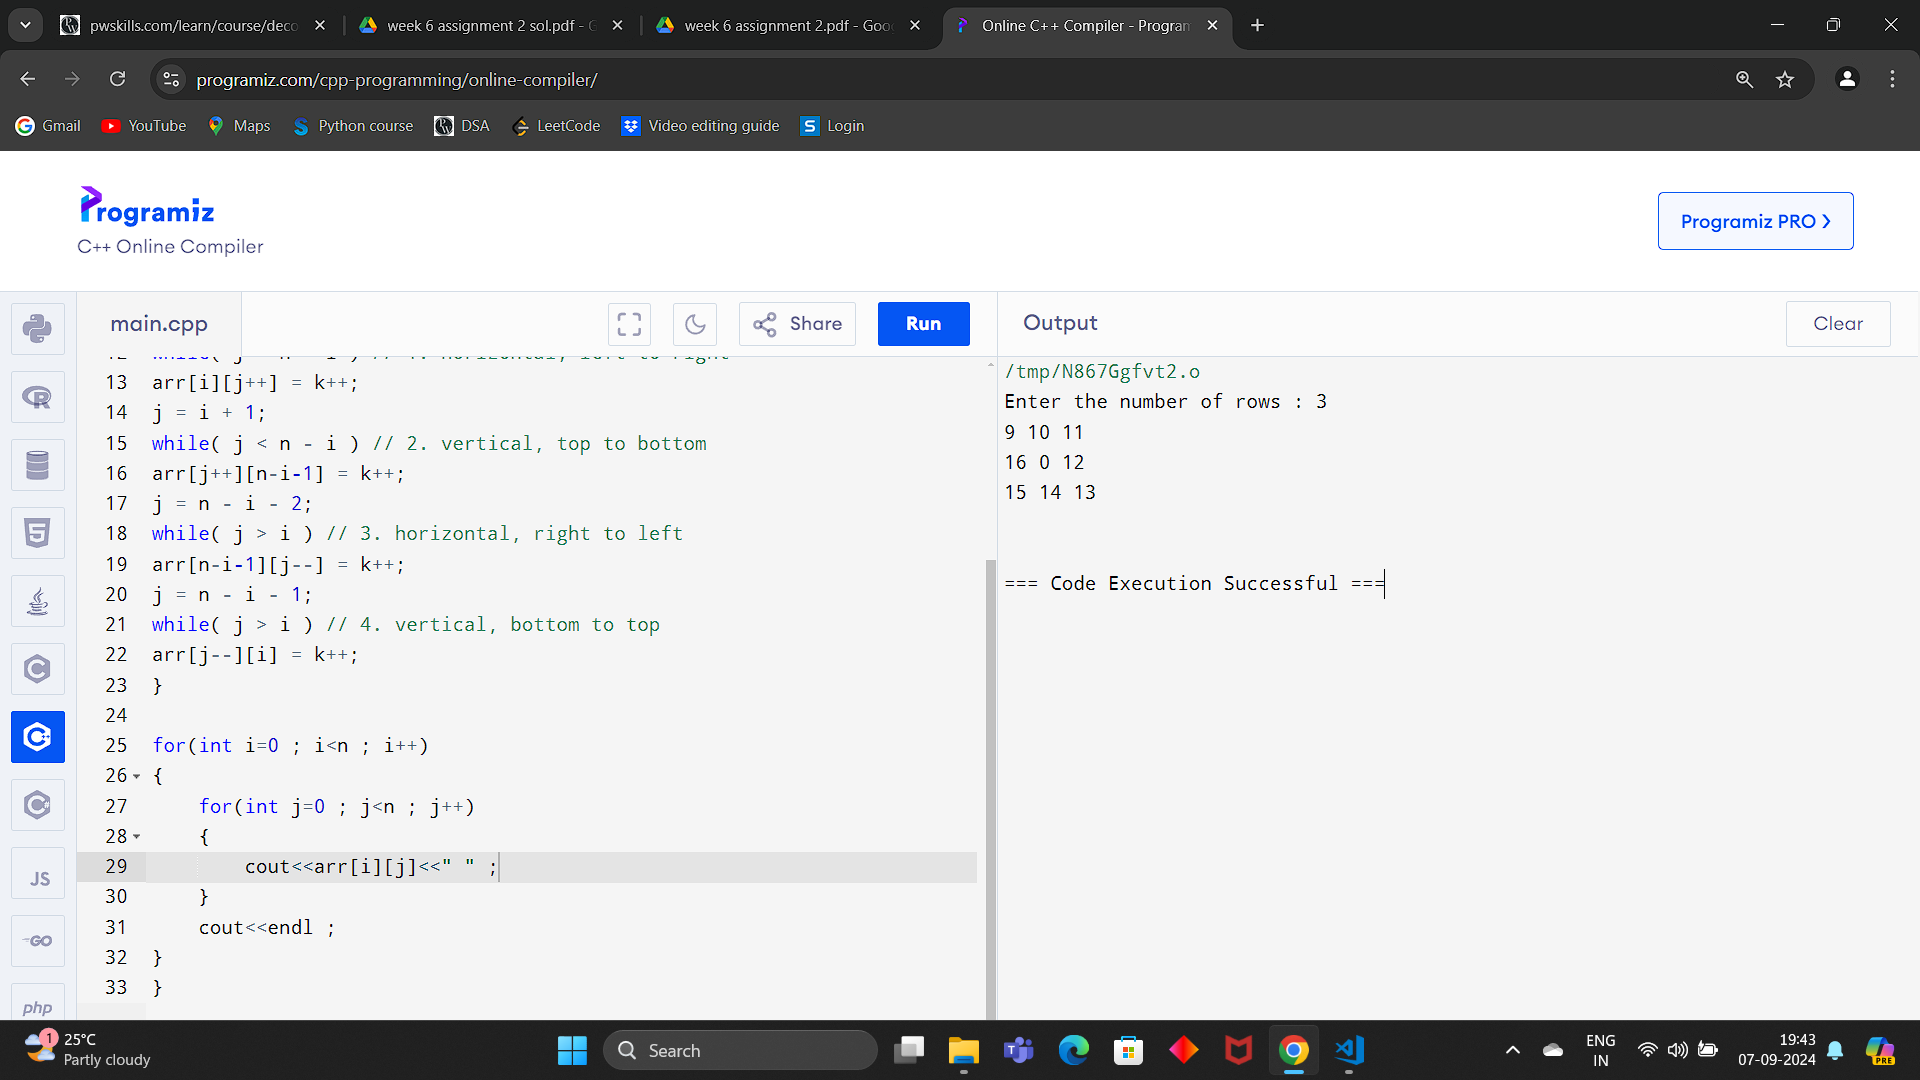 pwskills.com/learn/course/deco
week 6 assignment 2 sol.pdf - G
week 6 assignment 2.pdf - Goo
Online C++ Compiler - Program
programiz.com/cpp-programming/online-compiler/
Gmail YouTube Maps Python course DSA LeetCode Video editing guide Login
Programiz
C++ Online Compiler
Programiz PRO >
main.cpp
Share
Run
Output
Clear
13 arr[i][j++] = k++;
14 j = i + 1;
15 while( j < n - i ) // 2. vertical, top to bottom
16 arr[j++][n-i-1] = k++;
17 j = n - i - 2;
18 while( j > i ) // 3. horizontal, right to left
19 arr[n-i-1][j--] = k++;
20 j = n - i - 1;
21 while( j > i ) // 4. vertical, bottom to top
22 arr[j--][i] = k++;
23 }
24
25 for(int i=0 ; i<n ; i++)
26 {
27 for(int j=0 ; j<n ; j++)
28 {
29 cout<<arr[i][j]<<" " ;
30 }
31 cout<<endl ;
32 }
33 }
/tmp/N867Ggfvt2.o
Enter the number of rows : 3
9 10 11
16 0 12
15 14 13
=== Code Execution Successful ===
JS
GO
php
1
25°C
Partly cloudy
Search
ENG
IN
19:43
07-09-2024
PRE